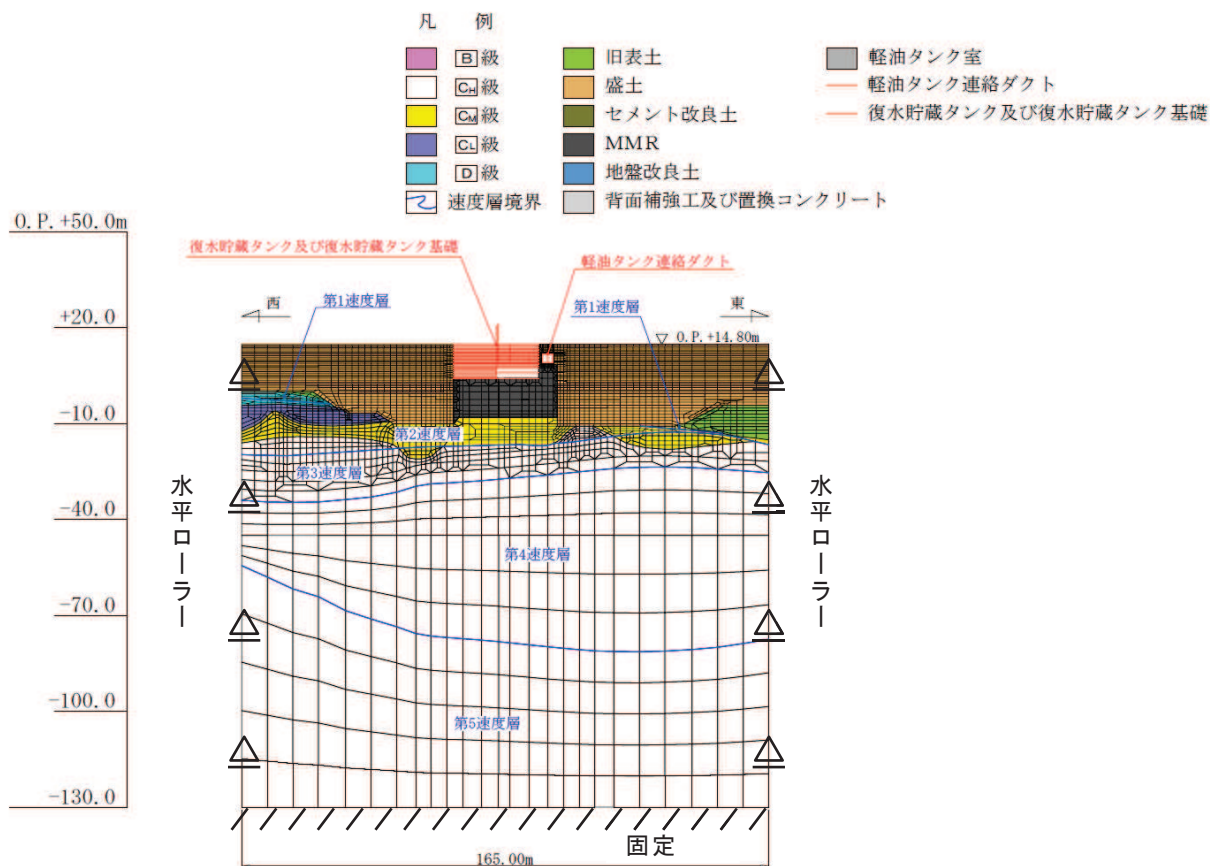 凡 例
B級
CH級
CM級
CL級
D級
速度層境界
旧表土
盛土
セメント改良土
MMR
地盤改良土
背面補強工及び置換コンクリート
軽油タンク室
軽油タンク連絡ダクト
復水貯蔵タンク及び復水貯蔵タンク基礎
O.P.+50.0m
+20.0
-10.0
-40.0
-70.0
-100.0
-130.0
復水貯蔵タンク及び復水貯蔵タンク基礎
軽油タンク連絡ダクト
西
第1速度層
第1速度層
東
O.P.+14.80m
第2速度層
第3速度層
第4速度層
第5速度層
水平ローラー
水平ローラー
固定
165.00m